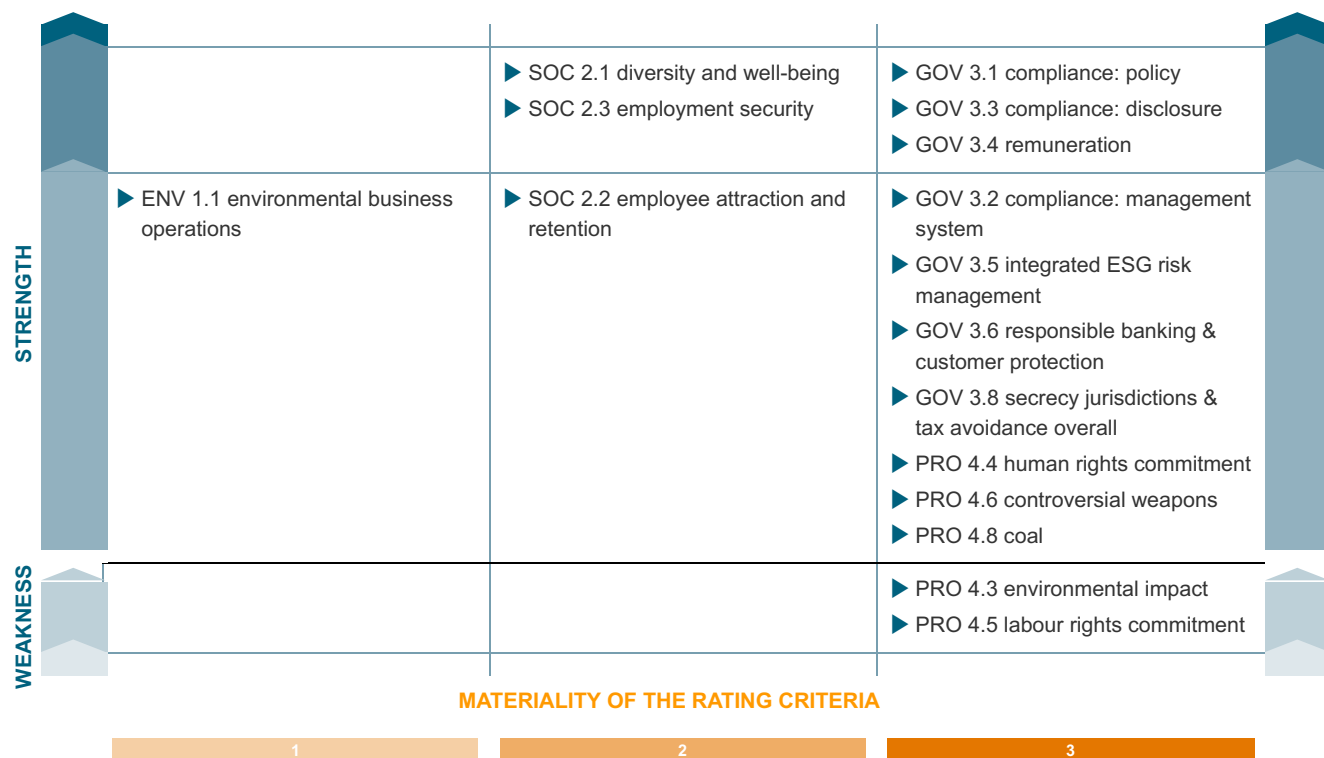 SOC 2.1 diversity and well-being
SOC 2.3 employment security
GOV 3.1 compliance: policy
GOV 3.3 compliance: disclosure
GOV 3.4 remuneration
STRENGTH
ENV 1.1 environmental business
operations
SOC 2.2 employee attraction and
retention
GOV 3.2 compliance: management
system
GOV 3.5 integrated ESG risk
management
GOV 3.6 responsible banking &
customer protection
GOV 3.8 secrecy jurisdictions &
tax avoidance overall
PRO 4.4 human rights commitment
PRO 4.6 controversial weapons
PRO 4.8 coal
WEAKNESS
PRO 4.3 environmental impact
PRO 4.5 labour rights commitment
MATERIALITY OF THE RATING CRITERIA
1
2
3